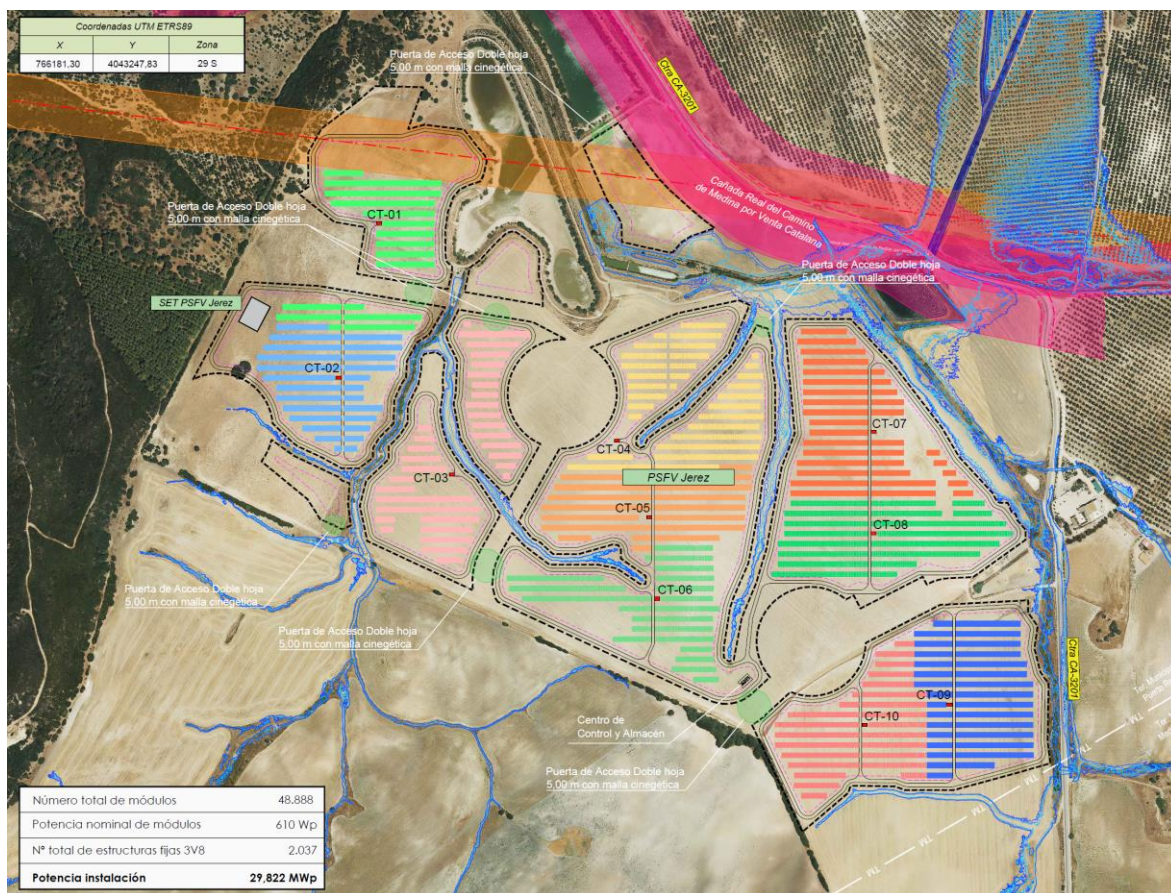 Coordenadas UTM ETRS89
X Y Zona
766181,30 4043247,83 29 S
Puerta de Acceso Doble hoja
5,00 m con malla cinegética
Ctra CA-3201
Cañada Real del Camino
de Medina por Venta Catalana
Puerta de Acceso Doble hoja
5,00 m con malla cinegética
CT-01
Puerta de Acceso Doble hoja
5,00 m con malla cinegética
SET PSFV Jerez
CT-02
CT-07
CT-04
CT-03
PSFV Jerez
CT-05
CT-08
Puerta de Acceso Doble hoja
5,00 m con malla cinegética
CT-06
Puerta de Acceso Doble hoja
5,00 m con malla cinegética
Ctra CA-3201
CT-09
CT-10
Centro de
Control y Almacén
Puerta de Acceso Doble hoja
5,00 m con malla cinegética
TM
TM
TM
TM
TM
Número total de módulos 48.888
Potencia nominal de módulos 610 Wp
Nº total de estructuras fijas 3V8 2.037
Potencia instalación 29,822 MWp